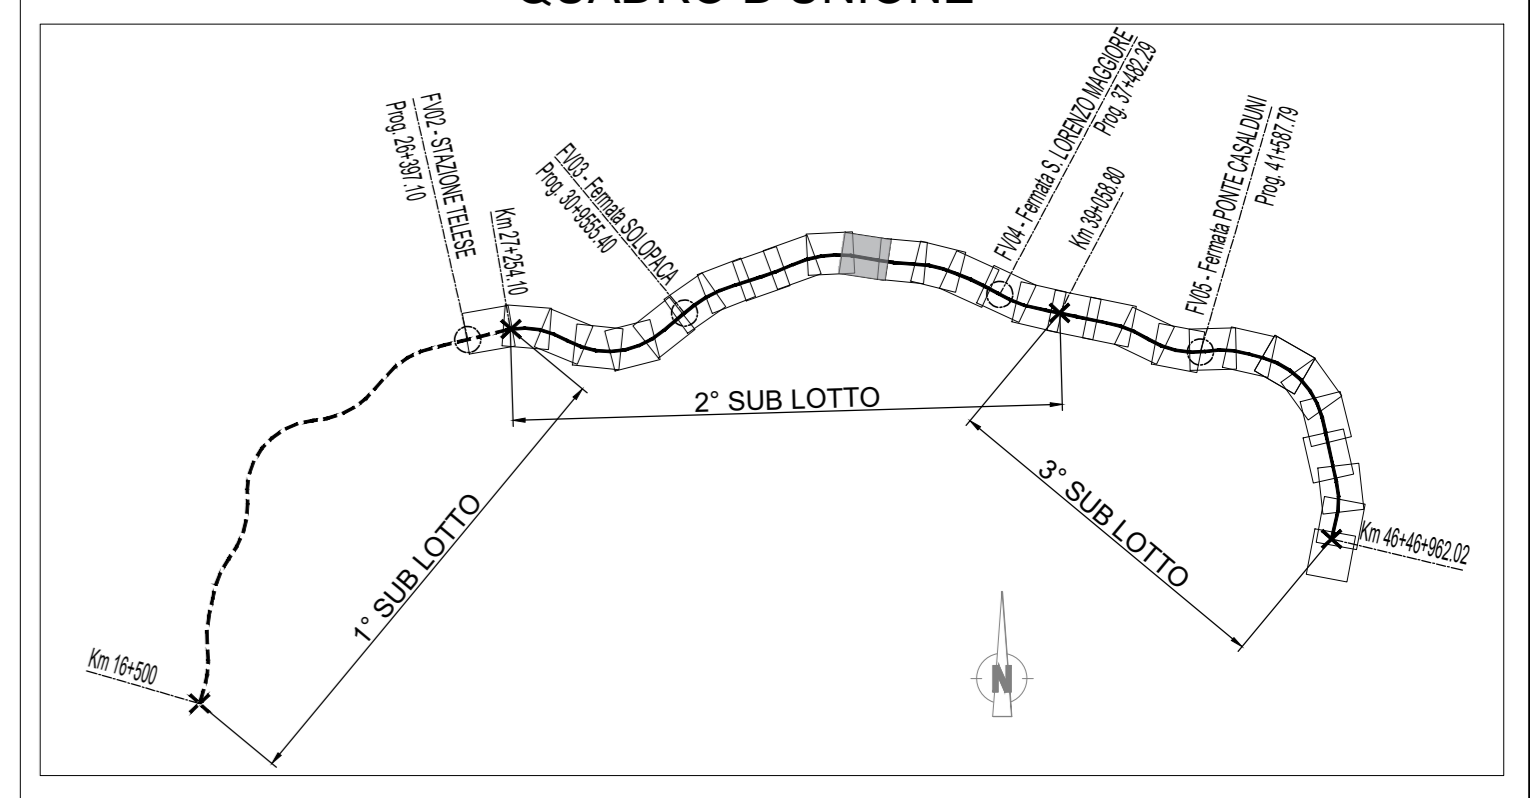 QUADRO D'UNIONE
FV02 - STAZIONE TELESE
Prog. 26+397.10
Km 27+254.10
FV03 - Fermata SOLOPACA
Prog. 30+9555.40
FV04 - Fermata S. LORENZO MAGGIORE
Prog. 37+482.29
Km 39+058.80
FV05 - Fermata PONTE CASALDUNI
Prog. 41+587.79
2° SUB LOTTO
1° SUB LOTTO
3° SUB LOTTO
Km 46+46+962.02
Km 16+500
N